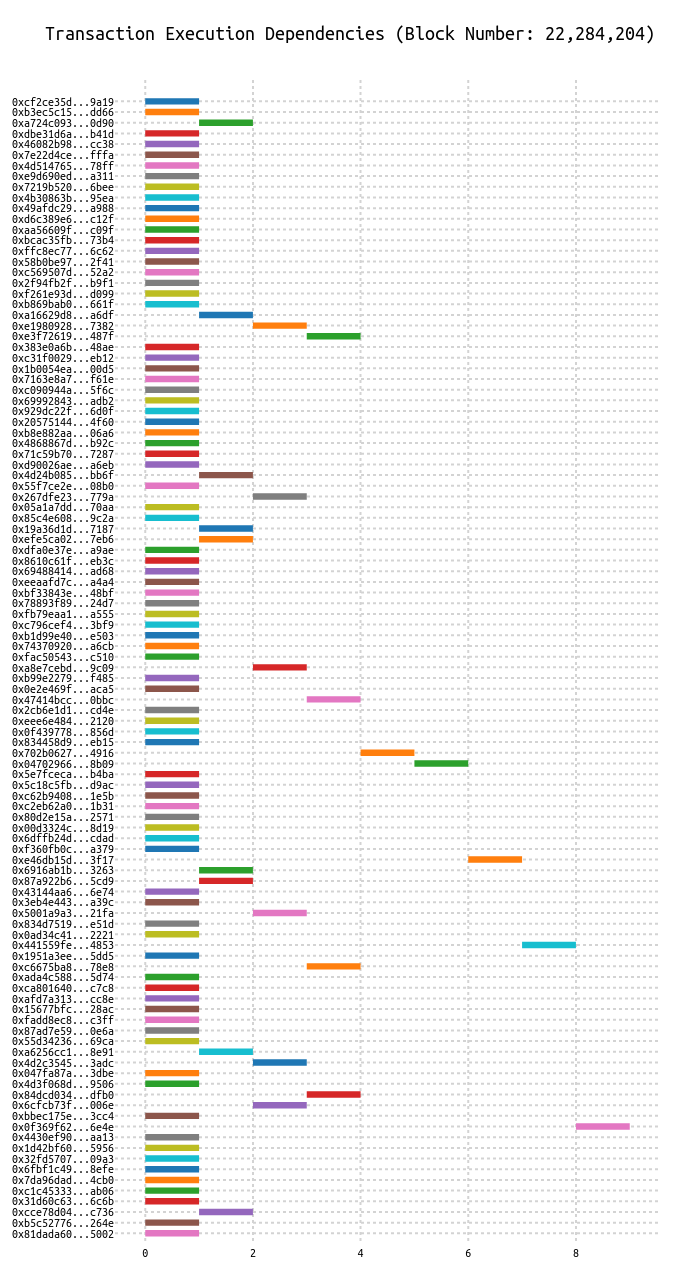 Transaction Execution Dependencies (Block Number: 22,284,204)
0xcf2ce35d...9a19
0xb3ec5c15...dd66
0xa724c093...0d90
0xdbe31d6a...b41d
0x46082b98...cc38
0x7e22d4ce...fffa
0x4d514765...78ff
0xe9d690ed...a311
0x7219b520...6bee
0x4b30863b...95ea
0x49afdc29...a988
0xd6c389e6...c12f
0xaa56609f...c09f
0xbcac35fb...73b4
0xffc8ec77...6c62
0x58b0be97...2f41
0xc569507d...52a2
0x2f94fb2f...b9f1
0xf261e93d...d099
0xb869bab0...661f
0xa16629d8...a6df
0xe1980928...7382
0xe3f72619...487f
0x383e0a6b...48ae
0xc31f0029...eb12
0x1b0054ea...00d5
0x7163e8a7...f61e
0xc090944a...5f6c
0x69992843...adb2
0x929dc22f...6d0f
0x20575144...4f60
0xb8e882aa...06a6
0x4868867d...b92c
0x71c59b70...7287
0xd90026ae...a6eb
0x4d24b085...bb6f
0x55f7ce2e...08b0
0x267dfe23...779a
0x05a1a7dd...70aa
0x85c4e608...9c2a
0x19a36d1d...7187
0xefe5ca02...7eb6
0xdfa0e37e...a9ae
0x8610c61f...eb3c
0x69488414...ad68
0xeeaafd7c...a4a4
0xbf33843e...48bf
0x78893f89...24d7
0xfb79eaa1...a555
0xc796cef4...3bf9
0xb1d99e40...e503
0x74370920...a6cb
0xfac50543...c510
0xa8e7cebd...9c09
0xb99e2279...f485
0x0e2e469f...aca5
0x47414bcc...0bbc
0x2cb6e1d1...cd4e
0xeee6e484...2120
0x0f439778...856d
0x834458d9...eb15
0x702b0627...4916
0x04702966...8b09
0x5e7fceca...b4ba
0x5c18c5fb...d9ac
0xc62b9408...1e5b
0xc2eb62a0...1b31
0x80d2e15a...2571
0x00d3324c...8d19
0x6dffb24d...cdad
0xf360fb0c...a379
0xe46db15d...3f17
0x6916ab1b...3263
0x87a922b6...5cd9
0x43144aa6...6e74
0x3eb4e443...a39c
0x5001a9a3...21fa
0x834d7519...e51d
0x0ad34c41...2221
0x441559fe...4853
0x1951a3ee...5dd5
0xc6675ba8...78e8
0xada4c588...5d74
0xca801640...c7c8
0xafd7a313...cc8e
0x15677bfc...28ac
0xfadd8ec8...c3ff
0x87ad7e59...0e6a
0x55d34236...69ca
0xa6256cc1...8e91
0x4d2c3545...3adc
0x047fa87a...3dbe
0x4d3f068d...9506
0x84dcd034...dfb0
0x6cfcb73f...006e
0xbbec175e...3cc4
0x0f369f62...6e4e
0x4430ef90...aa13
0x1d42bf60...5956
0x32fd5707...09a3
0x6fbf1c49...8efe
0x7da96dad...4cb0
0xc1c45333...ab06
0x31d60c63...6c6b
0xcce78d04...c736
0xb5c52776...264e
0x81dada60...5002
0 2 4 6 8